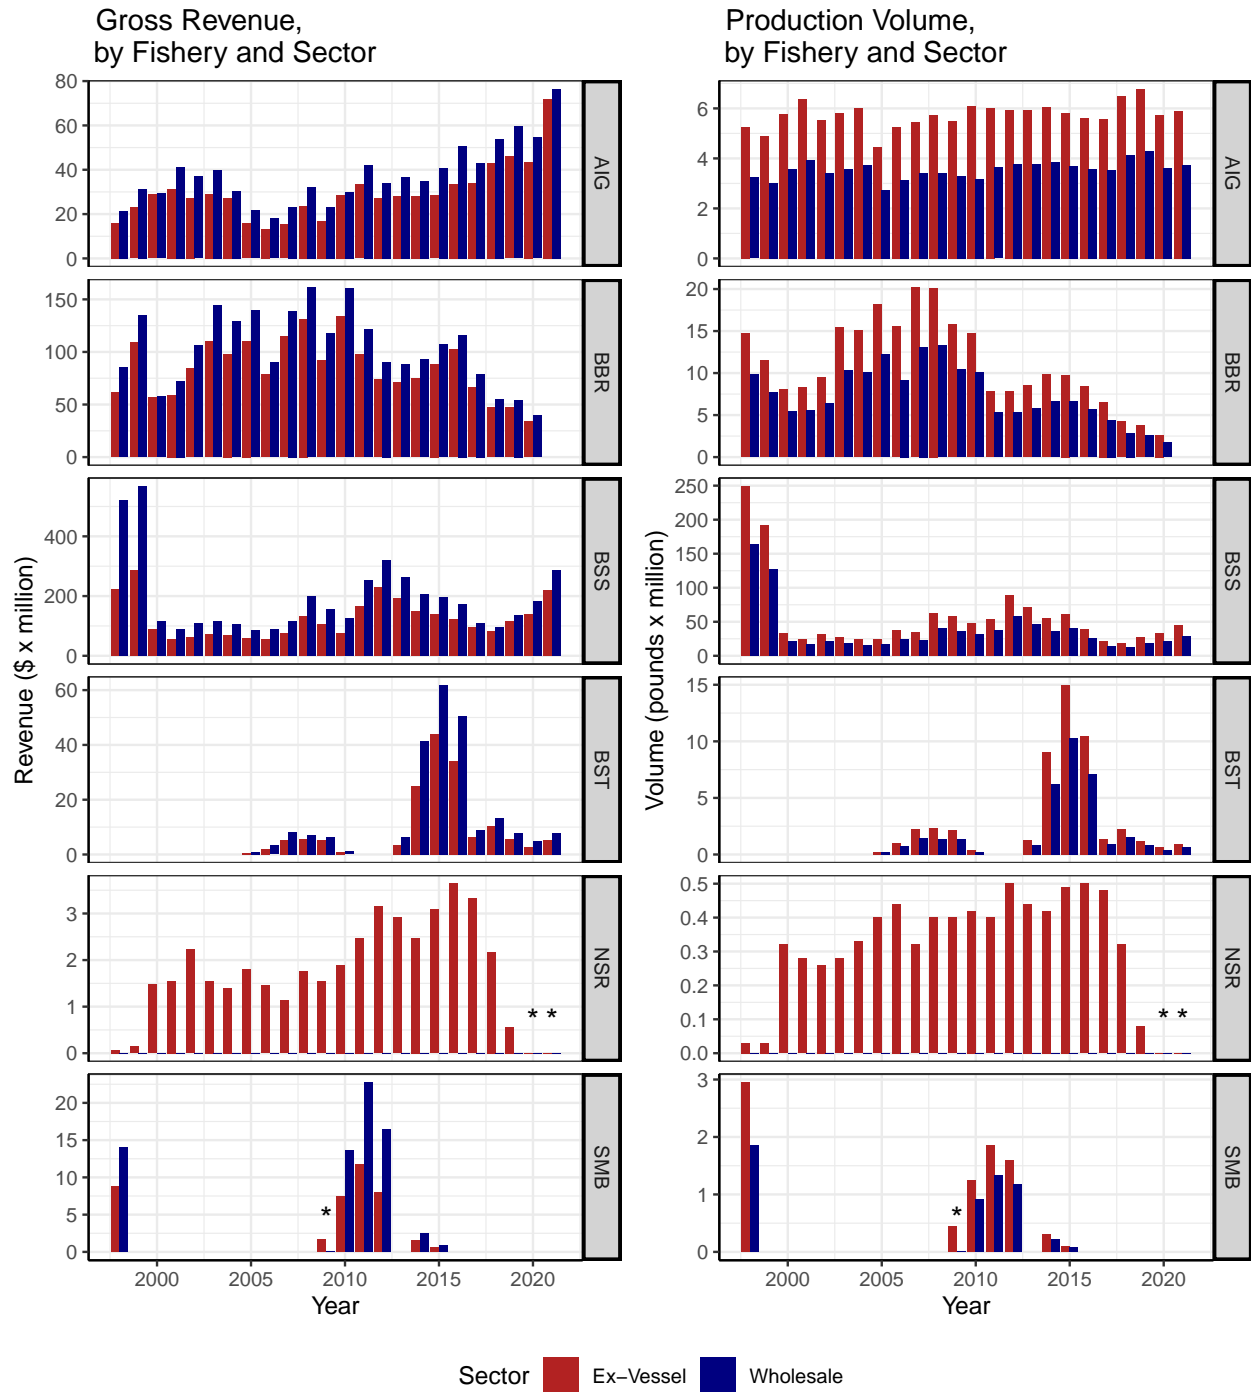 Gross Revenue,
by Fishery and Sector
Revenue ($ x million)
80
60
40
20
0
AIG
150
100
50
0
BBR
400
200
0
BSS
60
40
20
0
BST
3
2
1
0
* *
NSR
20
15
10
5
0
*
SMB
2000 2005 2010 2015 2020
Year
Production Volume,
by Fishery and Sector
Volume (pounds x million)
6
4
2
0
AIG
20
15
10
5
0
BBR
250
200
150
100
50
0
BSS
15
10
5
0
BST
0.5
0.4
0.3
0.2
0.1
0.0
* *
NSR
3
2
1
0
*
SMB
2000 2005 2010 2015 2020
Year
Sector Ex−Vessel Wholesale